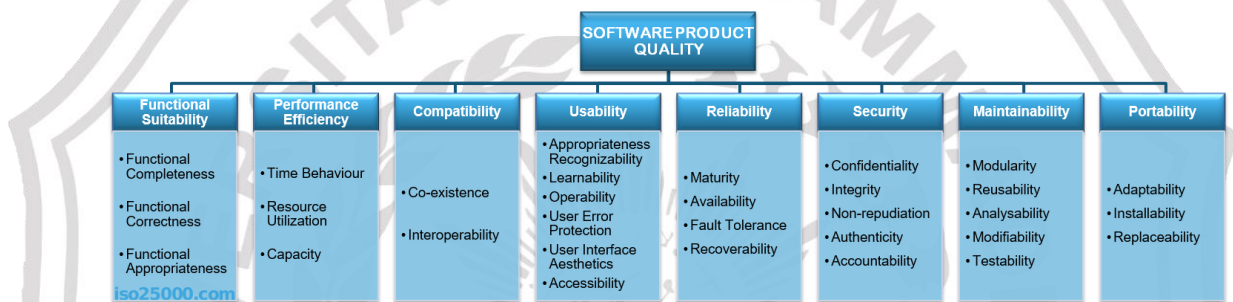 SOFTWARE PRODUCT
QUALITY
Functional
Suitability
• Functional
Completeness
• Functional
Correctness
• Functional
Appropriateness
iso25000.com
Performance
Efficiency
• Time Behaviour
• Resource
Utilization
• Capacity
Compatibility
• Co-existence
• Interoperability
Usability
• Appropriateness
Recognizability
• Learnability
• Operability
• User Error
Protection
• User Interface
Aesthetics
• Accessibility
Reliability
• Maturity
• Availability
• Fault Tolerance
• Recoverability
Security
• Confidentiality
• Integrity
• Non-repudiation
• Authenticity
• Accountability
Maintainability
• Modularity
• Reusability
• Analysability
• Modifiability
• Testability
Portability
• Adaptability
• Installability
• Replaceability